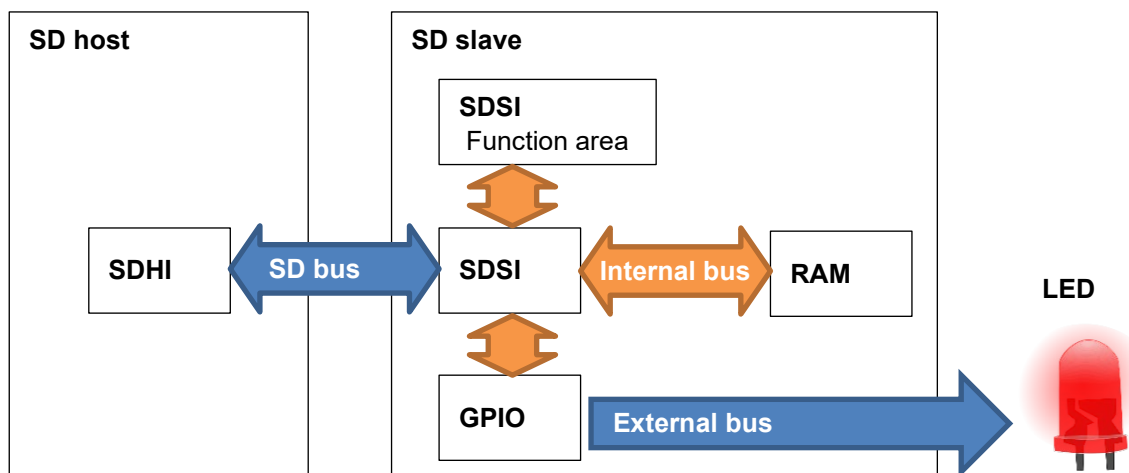 SD host
SD slave
SDSI
Function area
SDHI
SD bus
SDSI
Internal bus
RAM
LED
GPIO
External bus